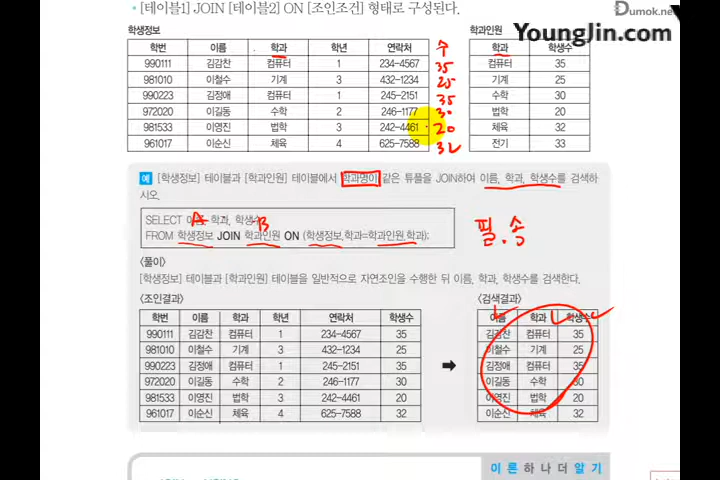 • [테이블1] JOIN [테이블2] ON [조인조건] 형태로 구성된다.
Dumok.ne
YoungJin.com
학생정보
학번 이름 학과 학년 연락처
990111 김감찬 컴퓨터 1 234-4567
981010 이철수 기계 3 432-1234
990223 김정애 컴퓨터 1 245-2151
972020 이길동 수학 2 246-1177
981533 이영진 법학 3 242-4461
961017 이순신 체육 4 625-7588
수
35
25
35
30
20
32
학과인원
학과 학생수
컴퓨터 35
기계 25
수학 30
법학 20
체육 32
전기 33
예 [학생정보] 테이블과 [학과인원] 테이블에서 학과명이 같은 튜플을 JOIN하여 이름, 학과, 학생수를 검색하
시오.
A B
SELECT 이름, 학과, 학생수
FROM 학생정보 JOIN 학과인원 ON (학생정보.학과=학과인원.학과);
필.송
<풀이>
[학생정보] 테이블과 [학과인원] 테이블을 일반적으로 자연조인을 수행한 뒤 이름, 학과, 학생수를 검색한다.
<조인결과>
학번 이름 학과 학년 연락처 학생수
990111 김감찬 컴퓨터 1 234-4567 35
981010 이철수 기계 3 432-1234 25
990223 김정애 컴퓨터 1 245-2151 35
972020 이길동 수학 2 246-1177 30
981533 이영진 법학 3 242-4461 20
961017 이순신 체육 4 625-7588 32
➡
<검색결과>
이름 학과 학생수
김감찬 컴퓨터 35
이철수 기계 25
김정애 컴퓨터 35
이길동 수학 30
이영진 법학 20
이순신 체육 32
이론하나더알기